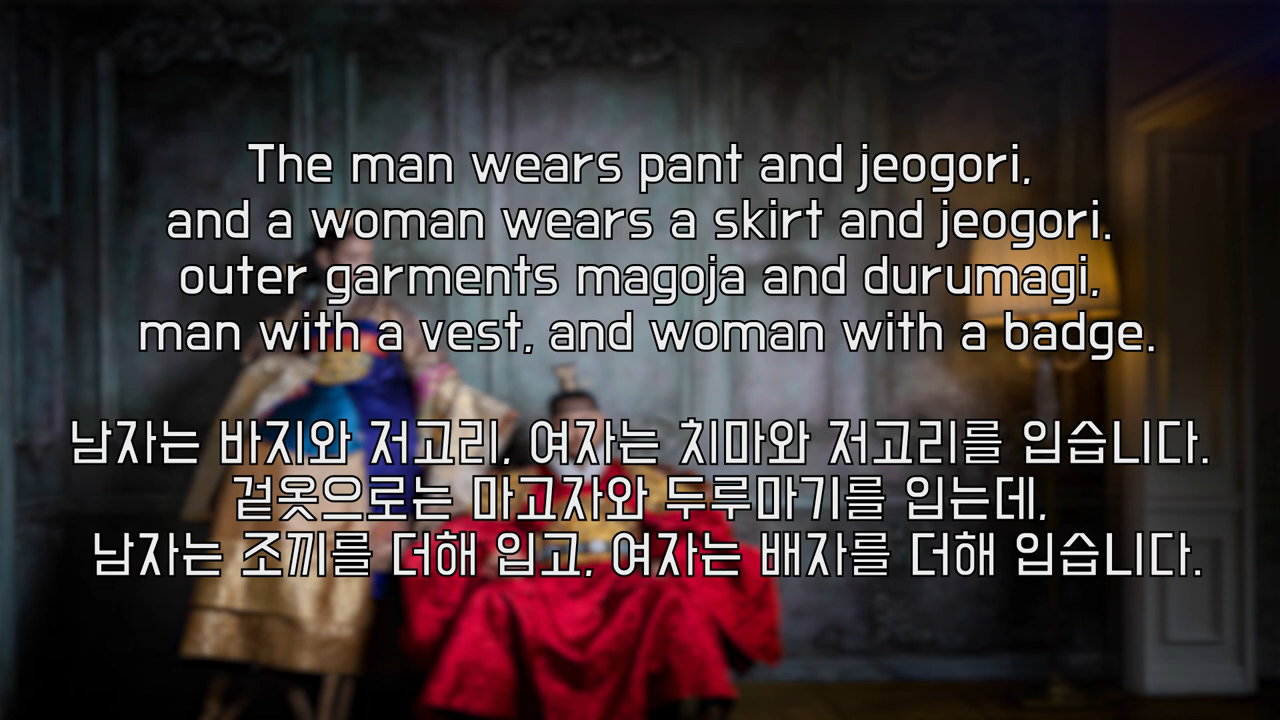 The man wears pant and jeogori,
and a woman wears a skirt and jeogori.
outer garments magoja and durumagi,
man with a vest, and woman with a badge.
남자는 바지와 저고리, 여자는 치마와 저고리를 입습니다.
겉옷으로는 마고자와 두루마기를 입는데,
남자는 조끼를 더해 입고, 여자는 배자를 더해 입습니다.